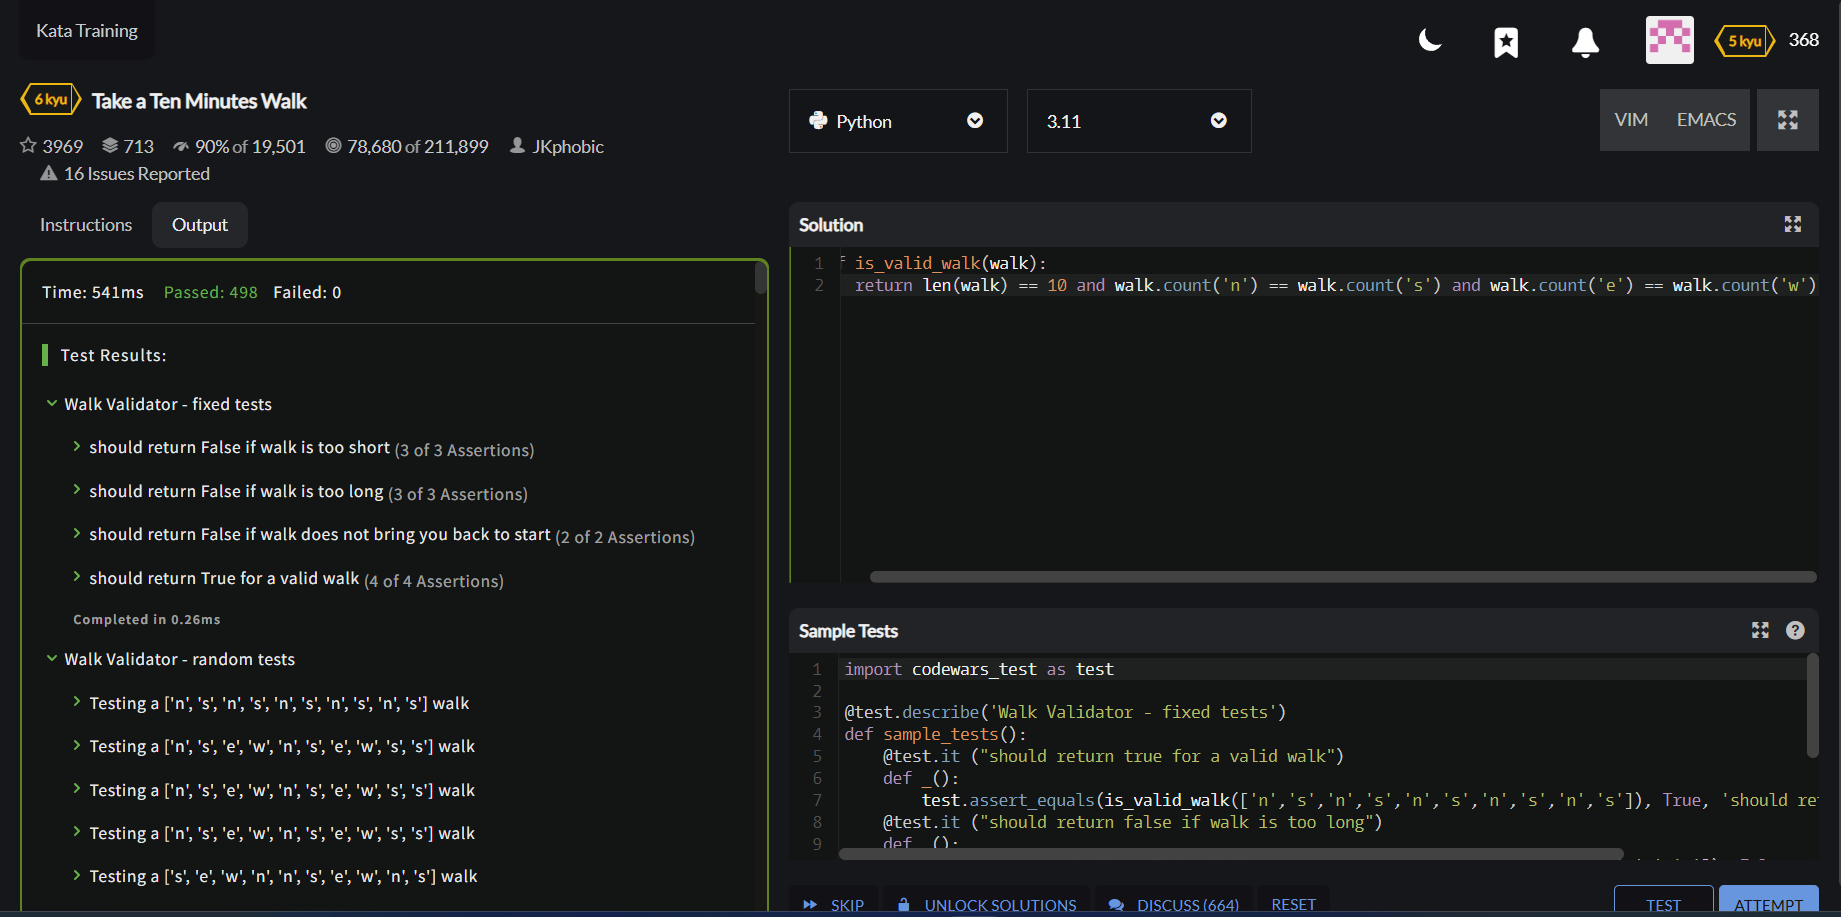 Kata Training
5 kyu 368
6 kyu Take a Ten Minutes Walk
3969 713 90% of 19,501 78,680 of 211,899 JKphobic
16 Issues Reported
Python 3.11
VIM EMACS
Instructions Output
Time: 541ms Passed: 498 Failed: 0
Test Results:
Walk Validator - fixed tests
should return False if walk is too short (3 of 3 Assertions)
should return False if walk is too long (3 of 3 Assertions)
should return False if walk does not bring you back to start (2 of 2 Assertions)
should return True for a valid walk (4 of 4 Assertions)
Completed in 0.26ms
Walk Validator - random tests
Testing a ['n', 's', 'n', 's', 'n', 's', 'n', 's', 'n', 's'] walk
Testing a ['n', 's', 'e', 'w', 'n', 's', 'e', 'w', 's', 's'] walk
Testing a ['n', 's', 'e', 'w', 'n', 's', 'e', 'w', 's', 's'] walk
Testing a ['n', 's', 'e', 'w', 'n', 's', 'e', 'w', 's', 's'] walk
Testing a ['s', 'e', 'w', 'n', 'n', 's', 'e', 'w', 'n', 's'] walk
Solution
1 is_valid_walk(walk):
2 return len(walk) == 10 and walk.count('n') == walk.count('s') and walk.count('e') == walk.count('w')
Sample Tests
1 import codewars_test as test
2
3 @test.describe('Walk Validator - fixed tests')
4 def sample_tests():
5 @test.it ("should return true for a valid walk")
6 def _():
7 test.assert_equals(is_valid_walk(['n','s','n','s','n','s','n','s','n','s']), True, 'should re
8 @test.it ("should return false if walk is too long")
9 def _():
SKIP UNLOCK SOLUTIONS DISCUSS (664) RESET TEST ATTEMPT